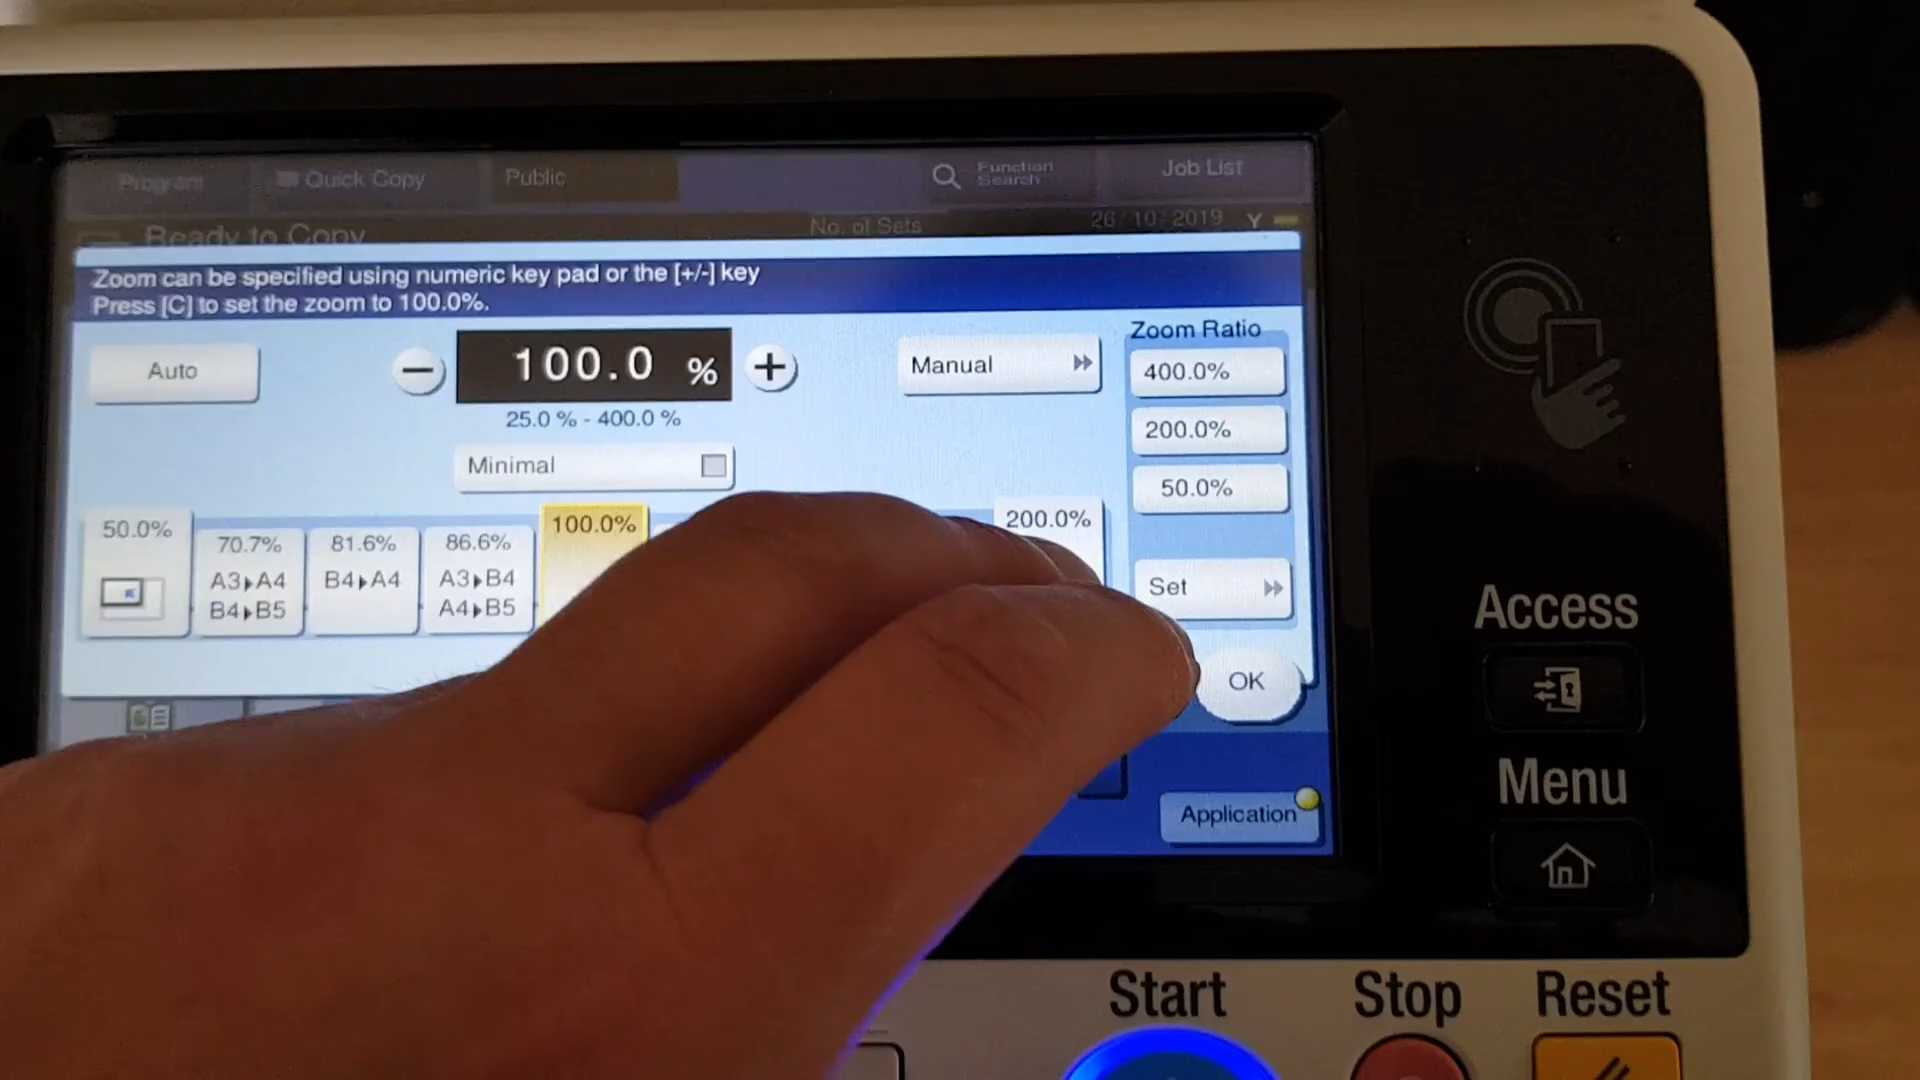 Program
Quick Copy
Public
Function
Search
Job List
Ready to Copy
No. of Sets
26/10/2019
Y
Zoom can be specified using numeric key pad or the [+/-] key
Press [C] to set the zoom to 100.0%.
Auto
−
100.0 %
+
Manual
25.0 % - 400.0 %
Minimal
Zoom Ratio
400.0%
200.0%
50.0%
Set
50.0%
70.7%
A3▸A4
B4▸B5
81.6%
B4▸A4
86.6%
A3▸B4
A4▸B5
100.0%
200.0%
OK
Application
Access
Menu
Start
Stop
Reset